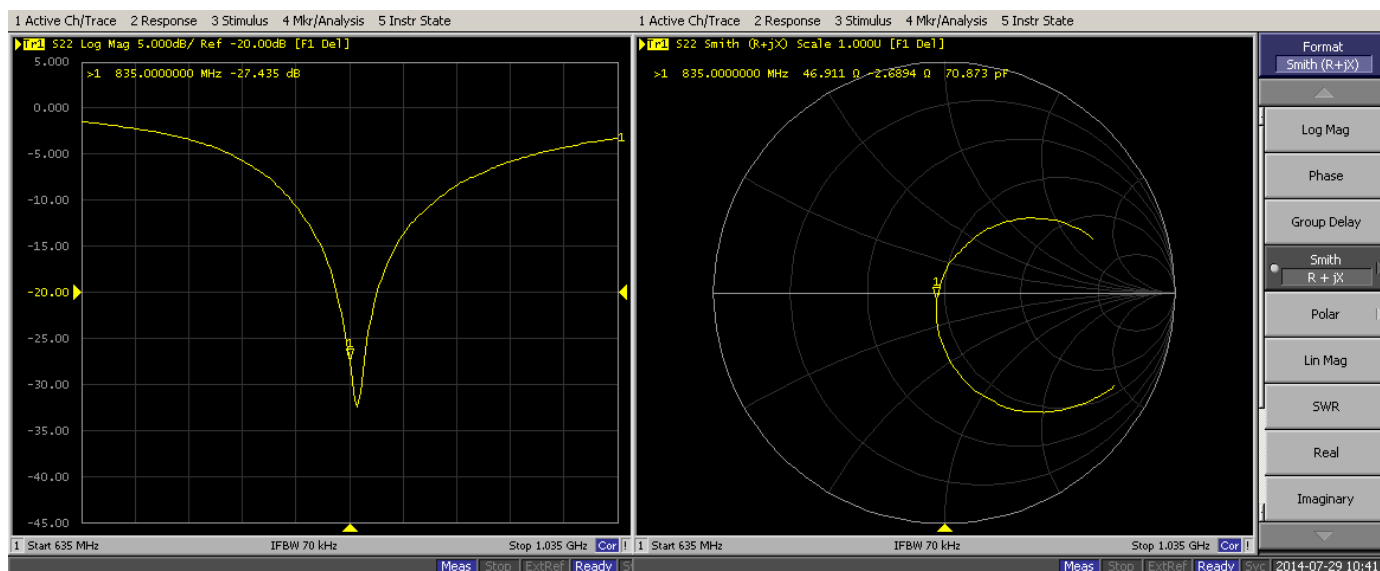 1 Active Ch/Trace 2 Response 3 Stimulus 4 Mkr/Analysis 5 Instr State
Tr1 S22 Log Mag 5.000dB/ Ref -20.00dB [F1 Del]
>1 835.0000000 MHz -27.435 dB
5.000
0.000
-5.000
-10.00
-15.00
-20.00
-25.00
-30.00
-35.00
-40.00
-45.00
1
1
1 Start 635 MHz IFBW 70 kHz Stop 1.035 GHz Cor !
Meas Stop ExtRef Ready
1 Active Ch/Trace 2 Response 3 Stimulus 4 Mkr/Analysis 5 Instr State
Tr1 S22 Smith (R+jX) Scale 1.000U [F1 Del]
>1 835.0000000 MHz 46.911 Ω -2.6894 Ω 70.873 pF
1
1 Start 635 MHz IFBW 70 kHz Stop 1.035 GHz Cor !
Meas Stop ExtRef Ready Svc 2014-07-29 10:41
Format
Smith (R+jX)
Log Mag
Phase
Group Delay
Smith
R + jX
Polar
Lin Mag
SWR
Real
Imaginary